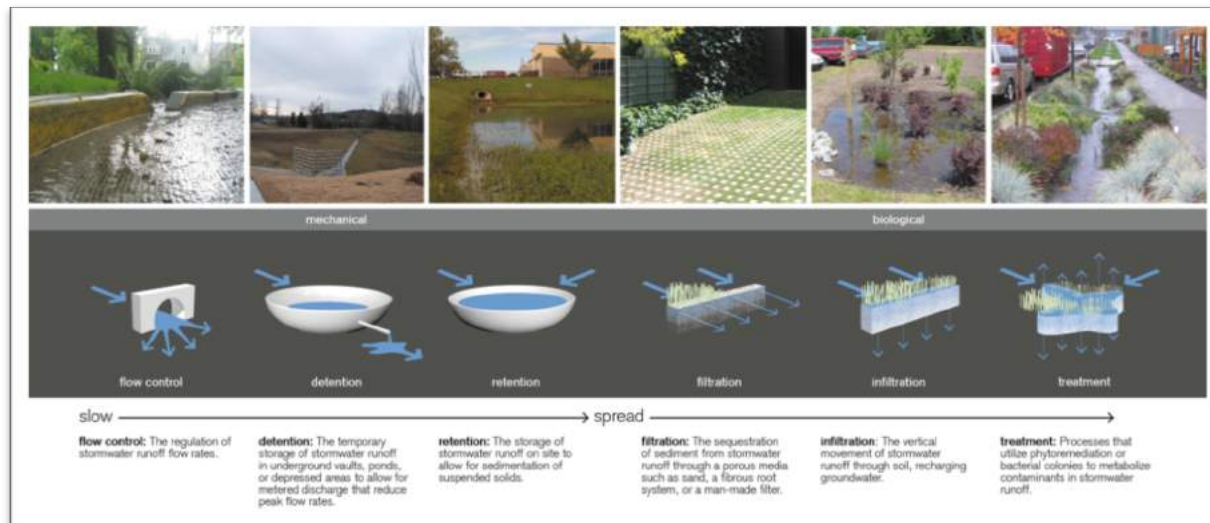 mechanical
biological
flow control
detention
retention
filtration
infiltration
treatment
slow
spread
flow control: The regulation of
stormwater runoff flow rates.
detention: The temporary
storage of stormwater runoff
in underground vaults, ponds,
or depressed areas to allow for
metered discharge that reduce
peak flow rates.
retention: The storage of
stormwater runoff on site to
allow for sedimentation of
suspended solids.
filtration: The sequestration
of sediment from stormwater
runoff through a porous media
such as sand, a fibrous root
system, or a man-made filter.
infiltration: The vertical
movement of stormwater
runoff through soil, recharging
groundwater.
treatment: Processes that
utilize phytoremediation or
bacterial colonies to metabolize
contaminants in stormwater
runoff.